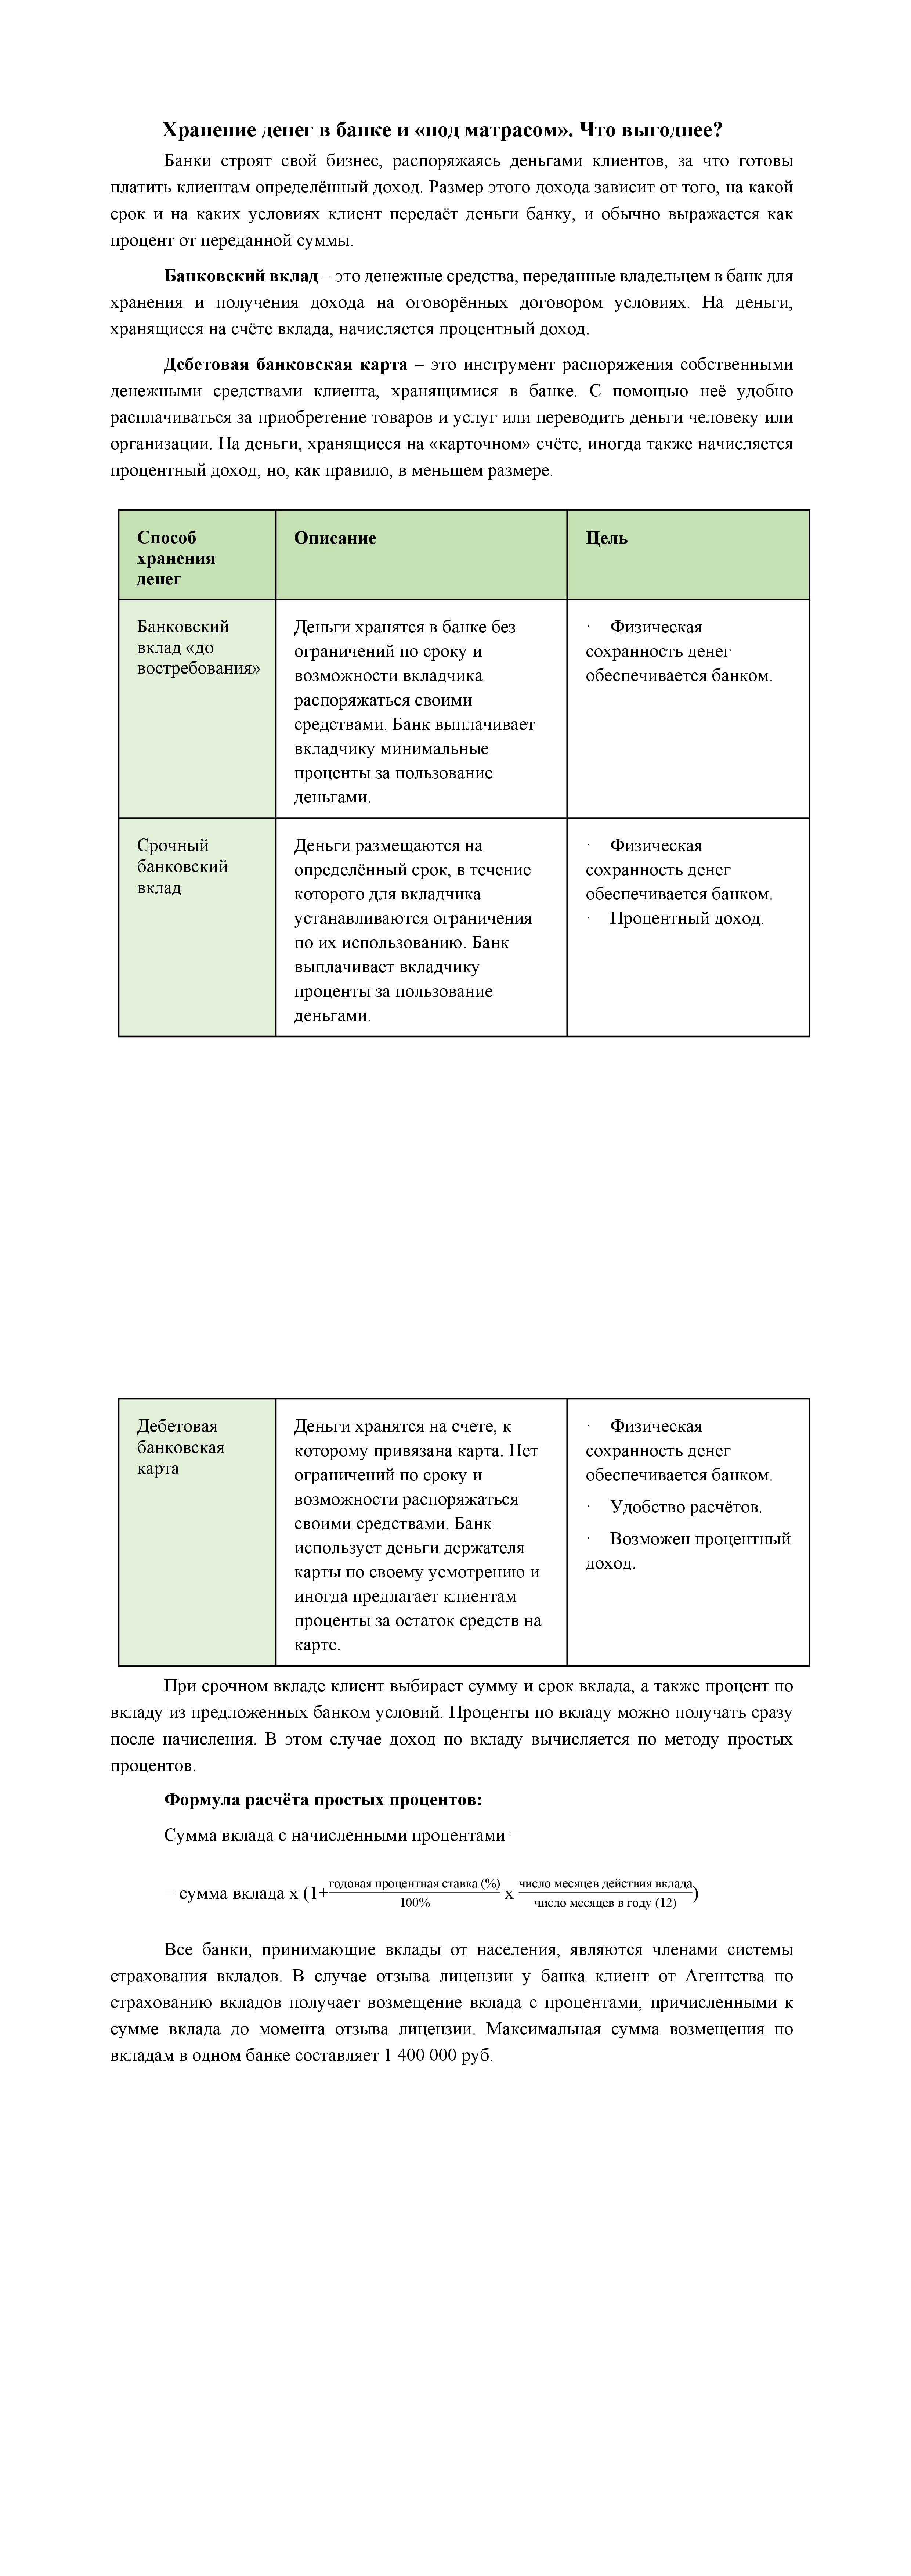 Хранение денег в банке и «под матрасом». Что выгоднее?
Банки строят свой бизнес, распоряжаясь деньгами клиентов, за что готовы
платить клиентам определённый доход. Размер этого дохода зависит от того, на какой
срок и на каких условиях клиент передаёт деньги банку, и обычно выражается как
процент от переданной суммы.
Банковский вклад – это денежные средства, переданные владельцем в банк для
хранения и получения дохода на оговорённых договором условиях. На деньги,
хранящиеся на счёте вклада, начисляется процентный доход.
Дебетовая банковская карта – это инструмент распоряжения собственными
денежными средствами клиента, хранящимися в банке. С помощью неё удобно
расплачиваться за приобретение товаров и услуг или переводить деньги человеку или
организации. На деньги, хранящиеся на «карточном» счёте, иногда также начисляется
процентный доход, но, как правило, в меньшем размере.
Способ
хранения
денег
Описание
Цель
Банковский
вклад «до
востребования»
Деньги хранятся в банке без
ограничений по сроку и
возможности вкладчика
распоряжаться своими
средствами. Банк выплачивает
вкладчику минимальные
проценты за пользование
деньгами.
· Физическая
сохранность денег
обеспечивается банком.
Срочный
банковский
вклад
Деньги размещаются на
определённый срок, в течение
которого для вкладчика
устанавливаются ограничения
по их использованию. Банк
выплачивает вкладчику
проценты за пользование
деньгами.
· Физическая
сохранность денег
обеспечивается банком.
· Процентный доход.
Дебетовая
банковская
карта
Деньги хранятся на счете, к
которому привязана карта. Нет
ограничений по сроку и
возможности распоряжаться
своими средствами. Банк
использует деньги держателя
карты по своему усмотрению и
иногда предлагает клиентам
проценты за остаток средств на
карте.
· Физическая
сохранность денег
обеспечивается банком.
· Удобство расчётов.
· Возможен процентный
доход.
При срочном вкладе клиент выбирает сумму и срок вклада, а также процент по
вкладу из предложенных банком условий. Проценты по вкладу можно получать сразу
после начисления. В этом случае доход по вкладу вычисляется по методу простых
процентов.
Формула расчёта простых процентов:
Сумма вклада с начисленными процентами =
= сумма вклада х (1+ годовая процентная ставка (%) / 100% х число месяцев действия вклада / число месяцев в году (12) )
Все банки, принимающие вклады от населения, являются членами системы
страхования вкладов. В случае отзыва лицензии у банка клиент от Агентства по
страхованию вкладов получает возмещение вклада с процентами, причисленными к
сумме вклада до момента отзыва лицензии. Максимальная сумма возмещения по
вкладам в одном банке составляет 1 400 000 руб.